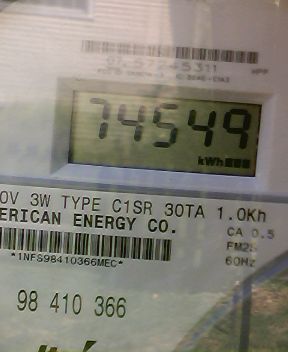 74549
kWh
0V 3W TYPE C1SR 30TA 1.0Kh
ERICAN ENERGY CO.
CA 0.5
FM2S
60Hz
*1NFS98410366MEC*
98 410 366